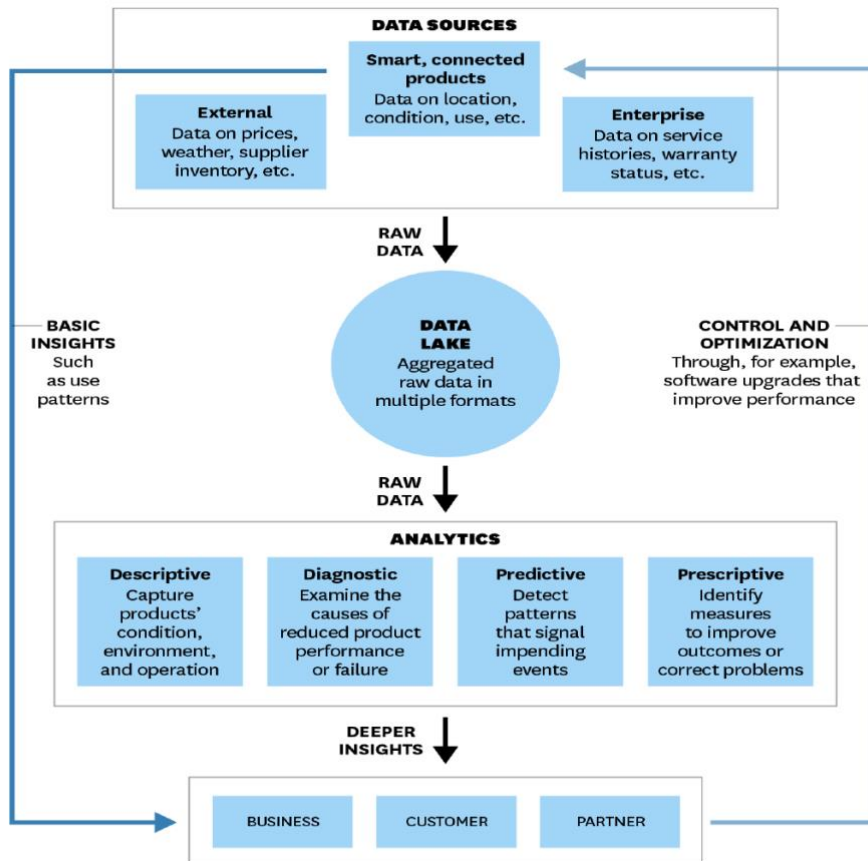 DATA SOURCES
Smart, connected
products
Data on location,
condition, use, etc.
External
Data on prices,
weather, supplier
inventory, etc.
Enterprise
Data on service
histories, warranty
status, etc.
RAW
DATA
BASIC
INSIGHTS
Such
as use
patterns
DATA
LAKE
Aggregated
raw data in
multiple formats
CONTROL AND
OPTIMIZATION
Through, for example,
software upgrades that
improve performance
RAW
DATA
ANALYTICS
Descriptive
Capture
products’
condition,
environment,
and operation
Diagnostic
Examine the
causes of
reduced product
performance
or failure
Predictive
Detect
patterns
that signal
impending
events
Prescriptive
Identify
measures
to improve
outcomes or
correct problems
DEEPER
INSIGHTS
BUSINESS
CUSTOMER
PARTNER